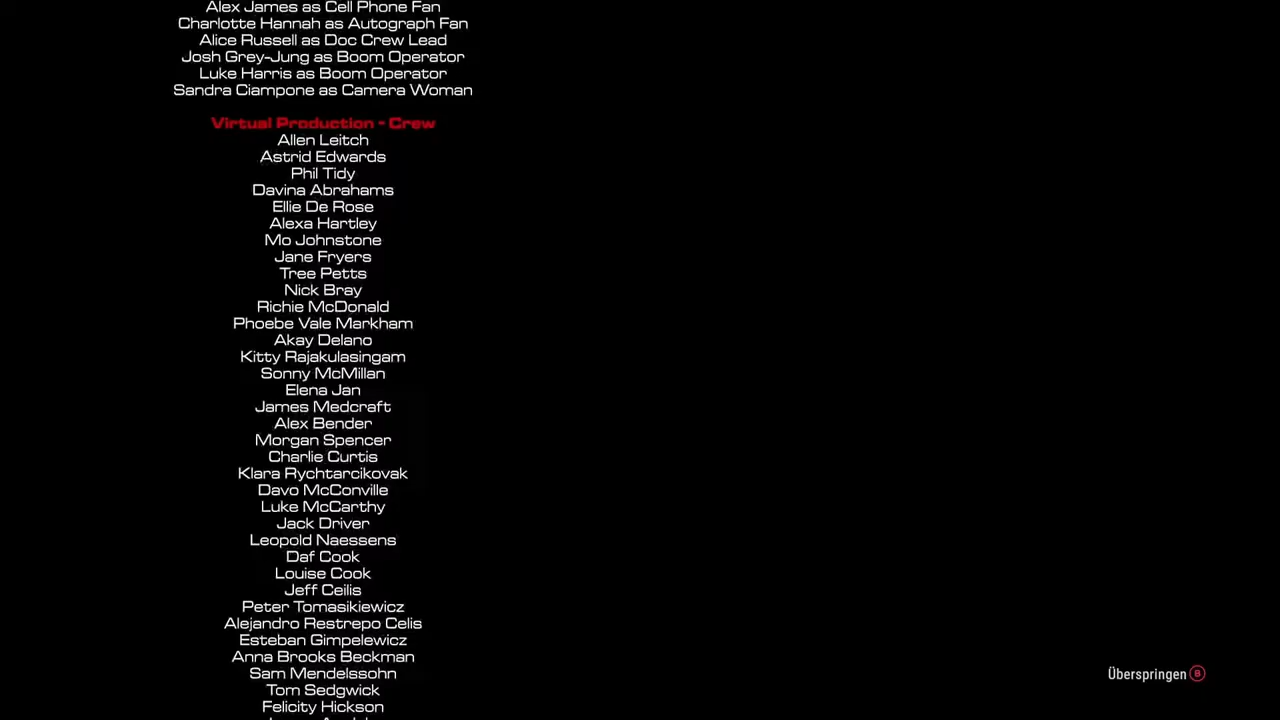 Alex James as Cell Phone Fan
Charlotte Hannah as Autograph Fan
Alice Russell as Doc Crew Lead
Josh Grey-Jung as Boom Operator
Luke Harris as Boom Operator
Sandra Ciampone as Camera Woman
Virtual Production - Crew
Allen Leitch
Astrid Edwards
Phil Tidy
Davina Abrahams
Ellie De Rose
Alexa Hartley
Mo Johnstone
Jane Fryers
Tree Petts
Nick Bray
Richie McDonald
Phoebe Vale Markham
Akay Delano
Kitty Rajakulasingam
Sonny McMillan
Elena Jan
James Medcraft
Alex Bender
Morgan Spencer
Charlie Curtis
Klara Rychtarcikovak
Davo McConville
Luke McCarthy
Jack Driver
Leopold Naessens
Daf Cook
Louise Cook
Jeff Ceilis
Peter Tomasikiewicz
Alejandro Restrepo Celis
Esteban Gimpelewicz
Anna Brooks Beckman
Sam Mendelssohn
Tom Sedgwick
Felicity Hickson
Überspringen B